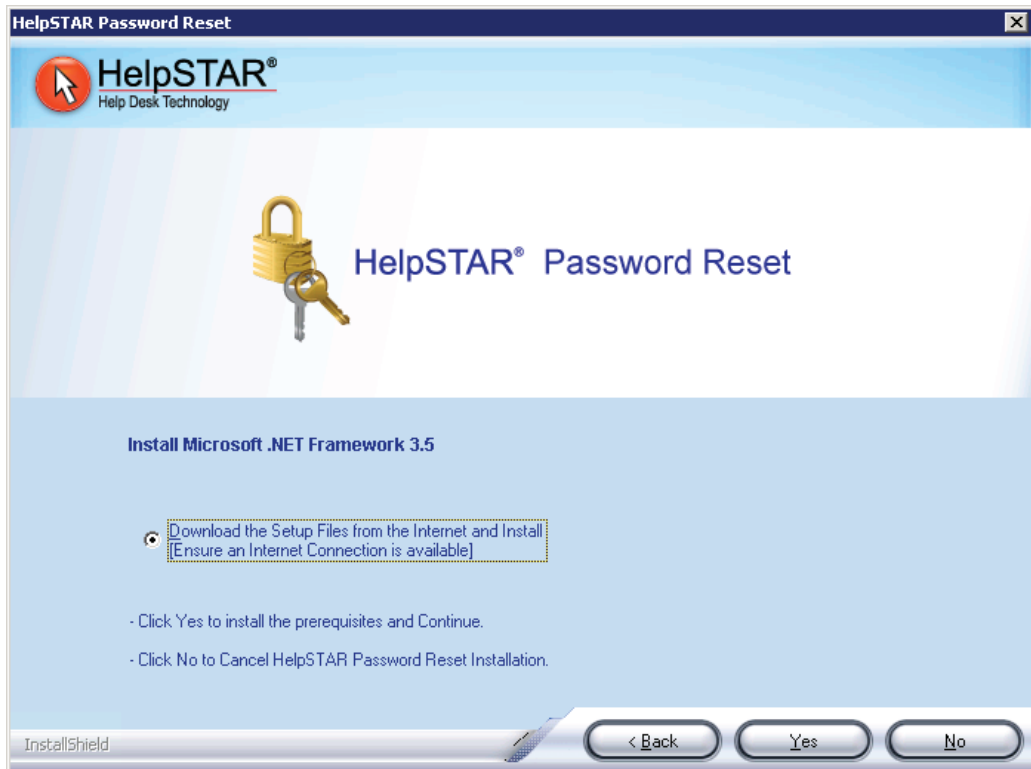 HelpSTAR Password Reset
HelpSTAR®
Help Desk Technology
HelpSTAR® Password Reset
Install Microsoft .NET Framework 3.5
Download the Setup Files from the Internet and Install
[Ensure an Internet Connection is available]
- Click Yes to install the prerequisites and Continue.
- Click No to Cancel HelpSTAR Password Reset Installation.
InstallShield
< Back
Yes
No